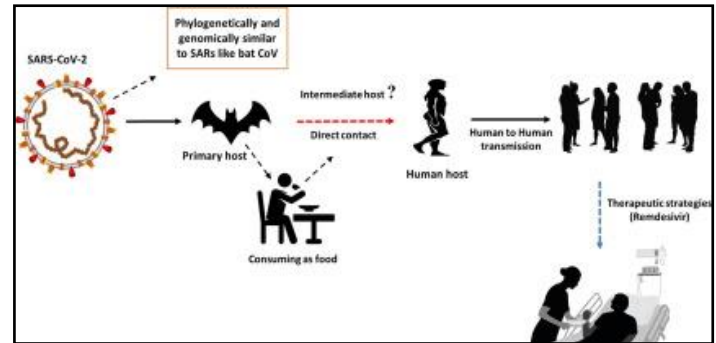 Phylogenetically and
genomically similar
to SARs like bat CoV
SARS-CoV-2
Intermediate host ?
Direct contact
Primary host
Human host
Human to Human
transmission
Consuming as food
Therapeutic strategies
(Remdesivir)